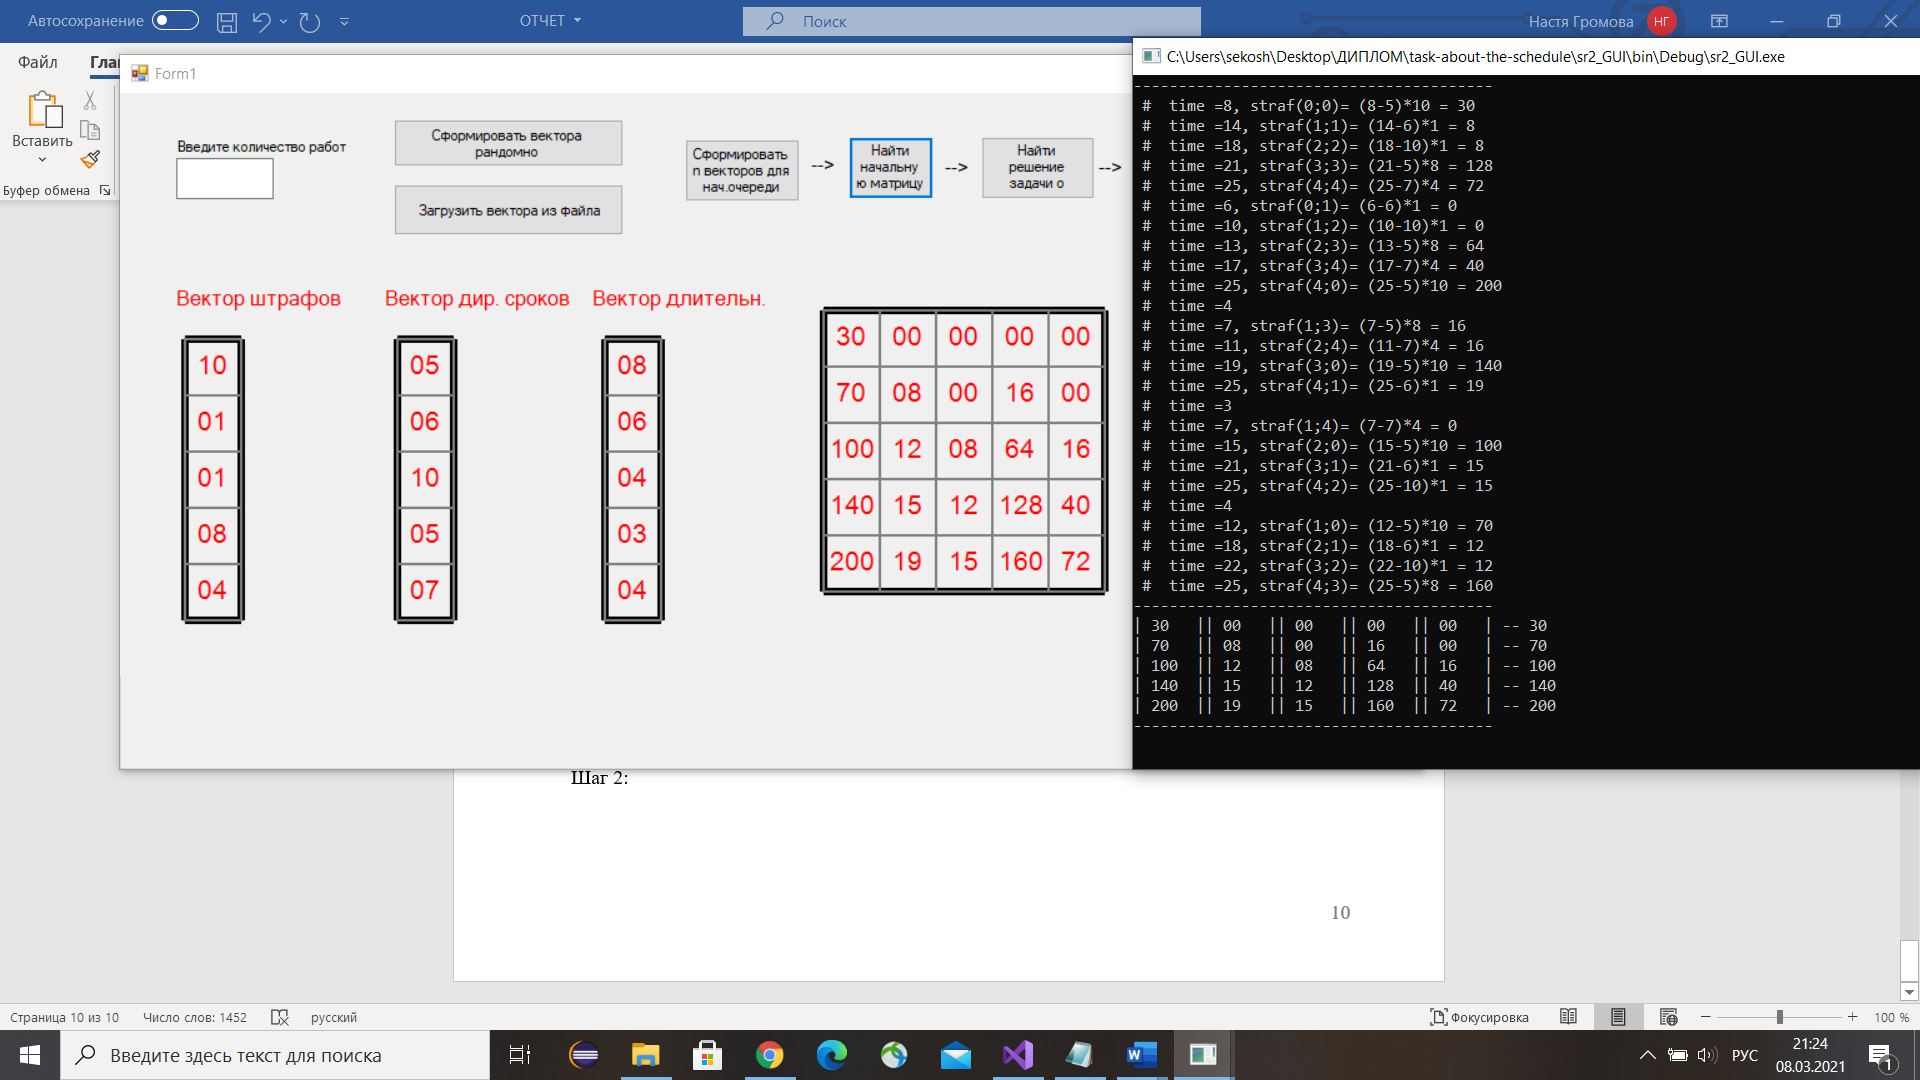 Автосохранение
ОТЧЕТ
Поиск
Настя Громова
НГ
Файл
Гла
Вставить
Буфер обмена
Form1
Введите количество работ
Сформировать вектора
рандомно
Загрузить вектора из файла
Сформировать
n векторов для
нач.очереди
-->
Найти
начальну
ю матрицу
-->
Найти
решение
задачи о
-->
Вектор штрафов
10
01
01
08
04
Вектор дир. сроков
05
06
10
05
07
Вектор длительн.
08
06
04
03
04
30 00 00 00 00
70 08 00 16 00
100 12 08 64 16
140 15 12 128 40
200 19 15 160 72
C:\Users\sekosh\Desktop\ДИПЛОМ\task-about-the-schedule\sr2_GUI\bin\Debug\sr2_GUI.exe
----------------------------------------
# time =8, straf(0;0)= (8-5)*10 = 30
# time =14, straf(1;1)= (14-6)*1 = 8
# time =18, straf(2;2)= (18-10)*1 = 8
# time =21, straf(3;3)= (21-5)*8 = 128
# time =25, straf(4;4)= (25-7)*4 = 72
# time =6, straf(0;1)= (6-6)*1 = 0
# time =10, straf(1;2)= (10-10)*1 = 0
# time =13, straf(2;3)= (13-5)*8 = 64
# time =17, straf(3;4)= (17-7)*4 = 40
# time =25, straf(4;0)= (25-5)*10 = 200
# time =4
# time =7, straf(1;3)= (7-5)*8 = 16
# time =11, straf(2;4)= (11-7)*4 = 16
# time =19, straf(3;0)= (19-5)*10 = 140
# time =25, straf(4;1)= (25-6)*1 = 19
# time =3
# time =7, straf(1;4)= (7-7)*4 = 0
# time =15, straf(2;0)= (15-5)*10 = 100
# time =21, straf(3;1)= (21-6)*1 = 15
# time =25, straf(4;2)= (25-10)*1 = 15
# time =4
# time =12, straf(1;0)= (12-5)*10 = 70
# time =18, straf(2;1)= (18-6)*1 = 12
# time =22, straf(3;2)= (22-10)*1 = 12
# time =25, straf(4;3)= (25-5)*8 = 160
----------------------------------------
| 30 || 00 || 00 || 00 || 00 | -- 30
| 70 || 08 || 00 || 16 || 00 | -- 70
| 100 || 12 || 08 || 64 || 16 | -- 100
| 140 || 15 || 12 || 128 || 40 | -- 140
| 200 || 19 || 15 || 160 || 72 | -- 200
----------------------------------------
Шаг 2:
10
Страница 10 из 10
Число слов: 1452
русский
Фокусировка
100 %
Введите здесь текст для поиска
РУС
21:24
08.03.2021
1